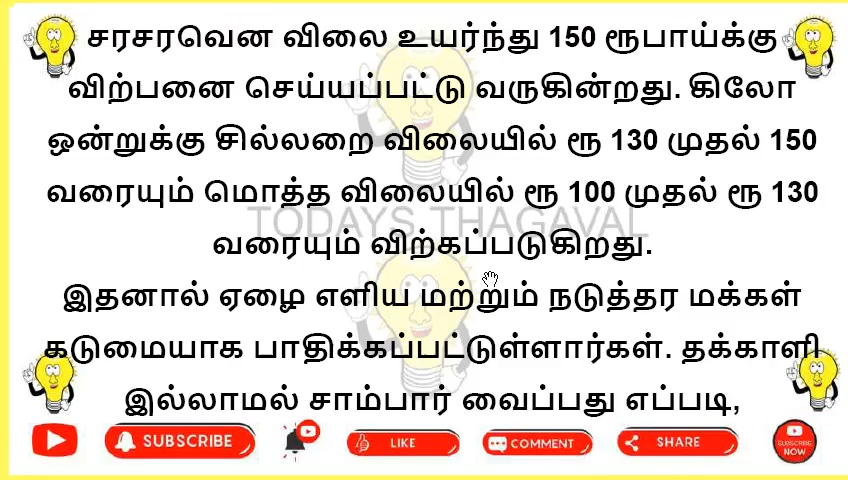 சரசரவென விலை உயர்ந்து 150 ரூபாய்க்கு
விற்பனை செய்யப்பட்டு வருகின்றது. கிலோ
ஒன்றுக்கு சில்லறை விலையில் ரூ 130 முதல் 150
வரையும் மொத்த விலையில் ரூ 100 முதல் ரூ 130
TODAYS THAGAVAL
வரையும் விற்கப்படுகிறது.
இதனால் ஏழை எளிய மற்றும் நடுத்தர மக்கள்
கடுமையாக பாதிக்கப்பட்டுள்ளார்கள். தக்காளி
இல்லாமல் சாம்பார் வைப்பது எப்படி,
SUBSCRIBE LIKE COMMENT SHARE SUBSCRIBE NOW